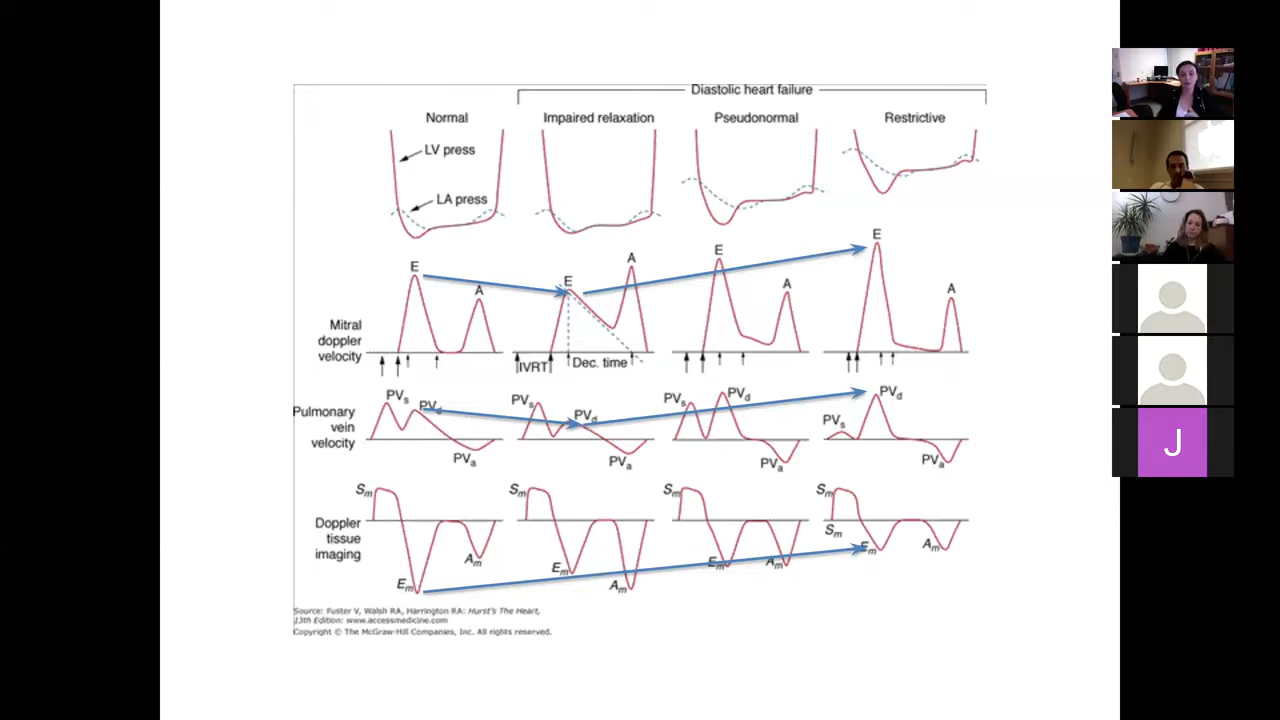 Diastolic heart failure
Normal
Impaired relaxation
Pseudonormal
Restrictive
LV press
LA press
E
A
E
A
E
A
E
A
Mitral
doppler
velocity
IVRT
Dec. time
Pulmonary
vein
velocity
PVs
PVd
PVa
PVs
PVd
PVa
PVs
PVd
PVa
PVs
PVd
PVa
Doppler
tissue
imaging
Sm
Em
Am
Sm
Em
Am
Sm
Em
Am
Sm
Sm
Em
Am
Source: Fuster V, Walsh RA, Harrington RA: Hurst's The Heart,
13th Edition: www.accessmedicine.com
Copyright © The McGraw-Hill Companies, Inc. All rights reserved.
J